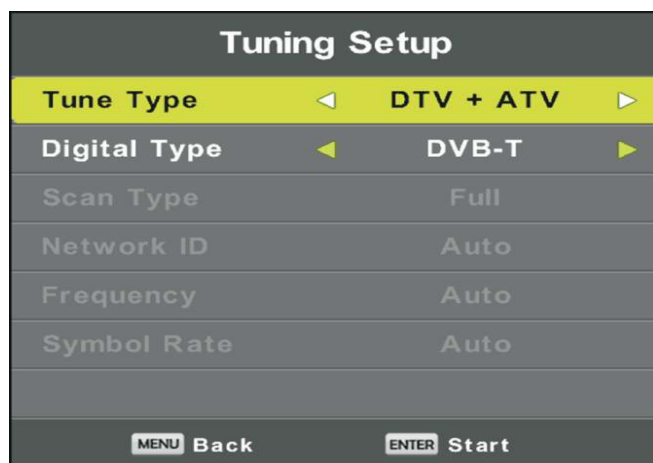 Tuning Setup
Tune Type DTV + ATV
Digital Type DVB-T
Scan Type Full
Network ID Auto
Frequency Auto
Symbol Rate Auto
MENU Back ENTER Start